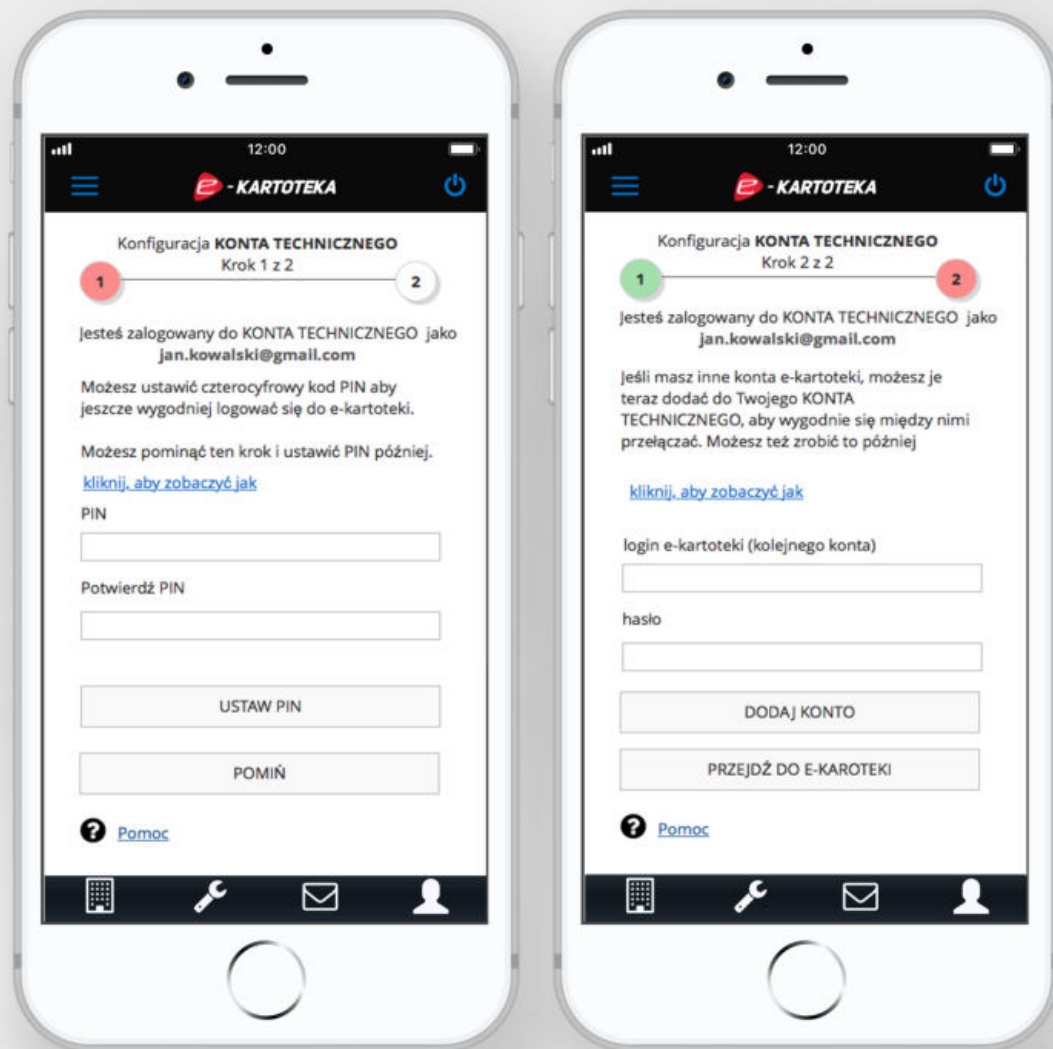 12:00
e - KARTOTEKA
Konfiguracja KONTA TECHNICZNEGO
Krok 1 z 2
1
2
Jesteś zalogowany do KONTA TECHNICZNEGO jako
jan.kowalski@gmail.com
Możesz ustawić czterocyfrowy kod PIN aby
jeszcze wygodniej logować się do e-kartoteki.
Możesz pominąć ten krok i ustawić PIN później.
kliknij, aby zobaczyć jak
PIN
Potwierdź PIN
USTAW PIN
POMIŃ
? Pomoc
12:00
e - KARTOTEKA
Konfiguracja KONTA TECHNICZNEGO
Krok 2 z 2
1
2
Jesteś zalogowany do KONTA TECHNICZNEGO jako
jan.kowalski@gmail.com
Jeśli masz inne konta e-kartoteki, możesz je
teraz dodać do Twojego KONTA
TECHNICZNEGO, aby wygodnie się między nimi
przełączać. Możesz też zrobić to później
kliknij, aby zobaczyć jak
login e-kartoteki (kolejnego konta)
hasło
DODAJ KONTO
PRZEJDŹ DO E-KAROTEKI
? Pomoc